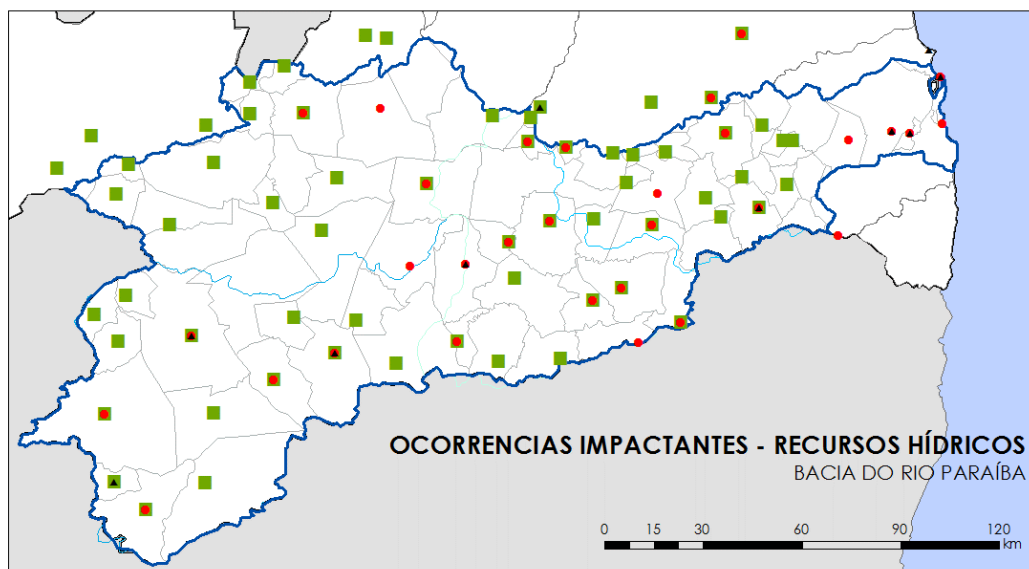 OCORRENCIAS IMPACTANTES - RECURSOS HÍDRICOS
BACIA DO RIO PARAÍBA
0 15 30 60 90 120
km